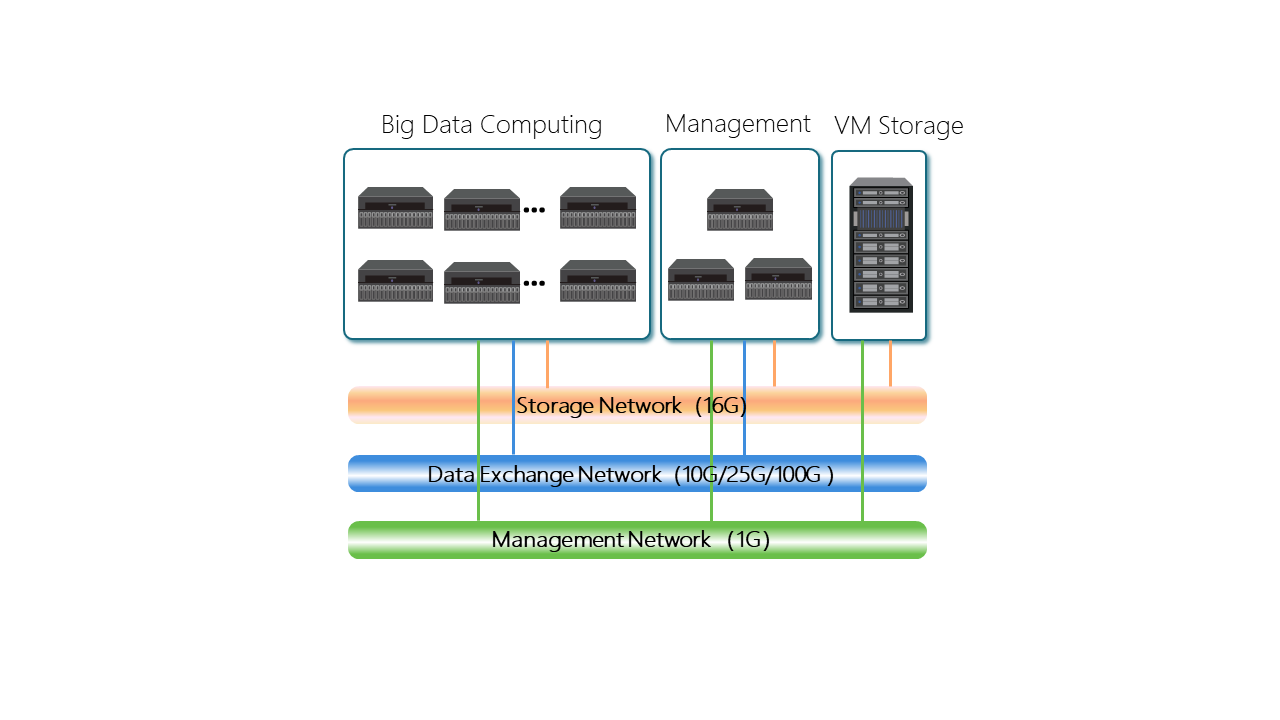 Big Data Computing
Management
VM Storage
Storage Network (16G)
Data Exchange Network (10G/25G/100G )
Management Network (1G)